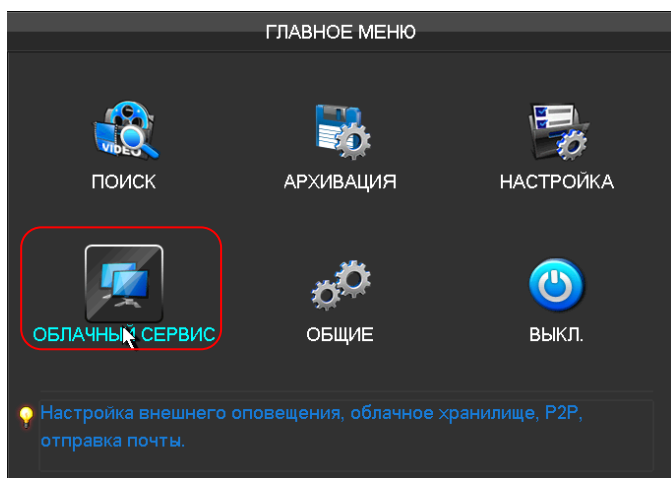 ГЛАВНОЕ МЕНЮ
VIDEO
ПОИСК
АРХИВАЦИЯ
НАСТРОЙКА
ОБЛАЧНЫЙ СЕРВИС
ОБЩИЕ
ВЫКЛ.
Настройка внешнего оповещения, облачное хранилище, P2P,
отправка почты.